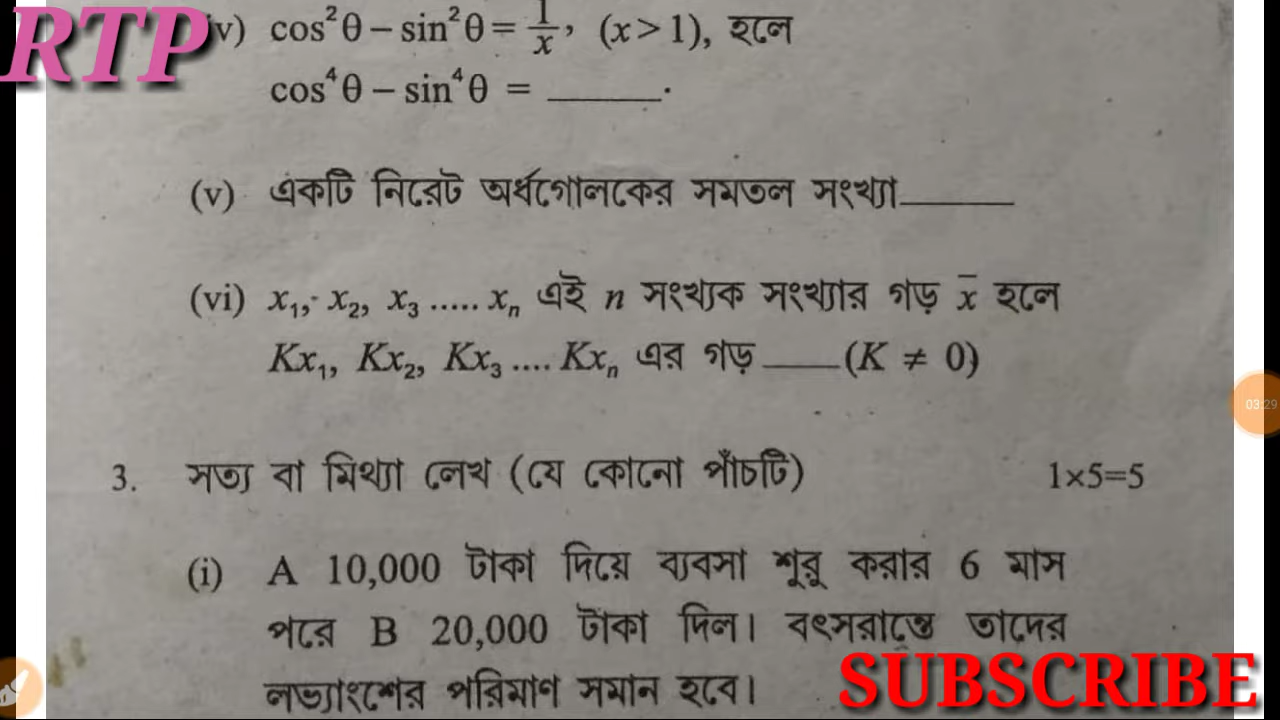 RTP
iv) cos²θ – sin²θ = 1/x, (x > 1), হলে
cos⁴θ – sin⁴θ = ______.
(v) একটি নিরেট অর্ধগোলকের সমতল সংখ্যা______
(vi) x₁, x₂, x₃ ..... xₙ এই n সংখ্যক সংখ্যার গড় x̄ হলে
Kx₁, Kx₂, Kx₃ .... Kxₙ এর গড় ____ (K ≠ 0)
3. সত্য বা মিথ্যা লেখ (যে কোনো পাঁচটি) 1×5=5
(i) A 10,000 টাকা দিয়ে ব্যবসা শুরু করার 6 মাস
পরে B 20,000 টাকা দিল। বৎসরান্তে তাদের
লভ্যাংশের পরিমাণ সমান হবে।
SUBSCRIBE
03:29